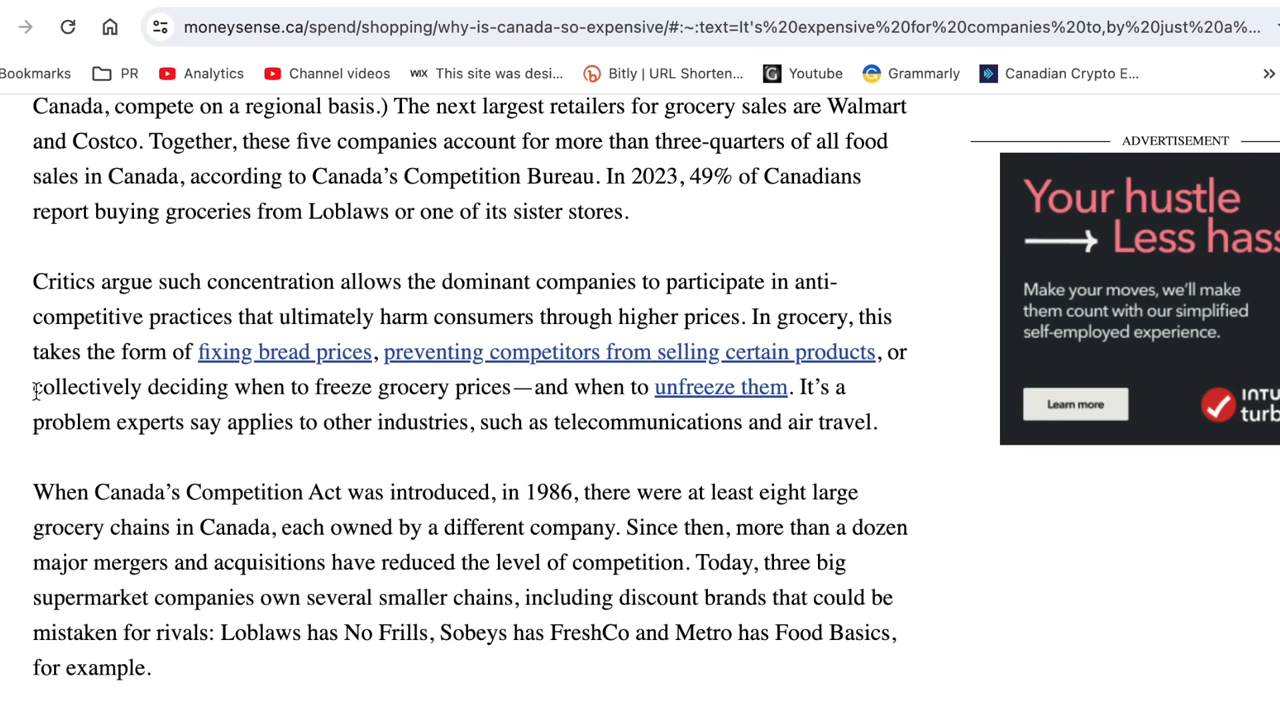 moneysense.ca/spend/shopping/why-is-canada-so-expensive/#:~:text=It's%20expensive%20for%20companies%20to,by%20just%20a%...
Bookmarks PR Analytics Channel videos WIX This site was desi... Bitly | URL Shorten... Youtube Grammarly Canadian Crypto E... »
Canada, compete on a regional basis.) The next largest retailers for grocery sales are Walmart
and Costco. Together, these five companies account for more than three-quarters of all food
sales in Canada, according to Canada's Competition Bureau. In 2023, 49% of Canadians
report buying groceries from Loblaws or one of its sister stores.
Critics argue such concentration allows the dominant companies to participate in anti-
competitive practices that ultimately harm consumers through higher prices. In grocery, this
takes the form of fixing bread prices, preventing competitors from selling certain products, or
collectively deciding when to freeze grocery prices—and when to unfreeze them. It's a
problem experts say applies to other industries, such as telecommunications and air travel.
When Canada's Competition Act was introduced, in 1986, there were at least eight large
grocery chains in Canada, each owned by a different company. Since then, more than a dozen
major mergers and acquisitions have reduced the level of competition. Today, three big
supermarket companies own several smaller chains, including discount brands that could be
mistaken for rivals: Loblaws has No Frills, Sobeys has FreshCo and Metro has Food Basics,
for example.
ADVERTISEMENT
Your hustle
Less hass
Make your moves, we'll make
them count with our simplified
self-employed experience.
Learn more
INTU
turb